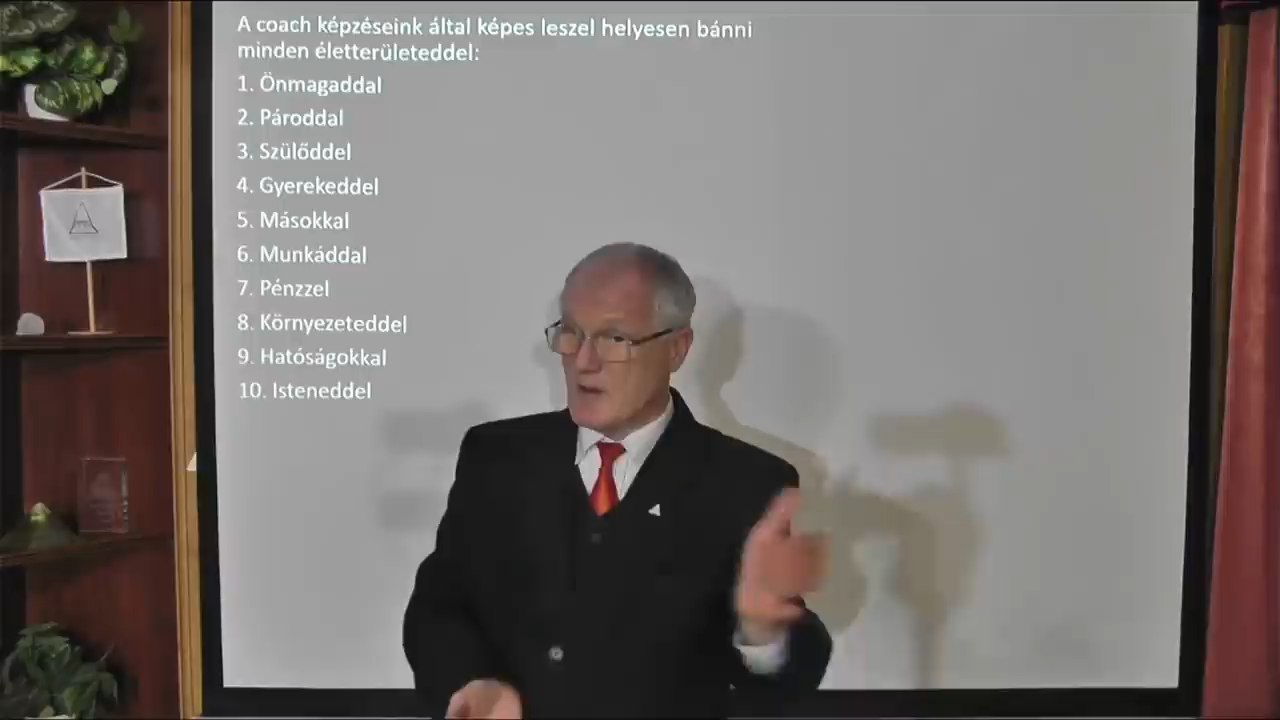 A coach képzéseink által képes leszel helyesen bánni
minden életterületeddel:
1. Önmagaddal
2. Pároddal
3. Szülőddel
4. Gyerekeddel
5. Másokkal
6. Munkáddal
7. Pénzzel
8. Környezeteddel
9. Hatóságokkal
10. Isteneddel